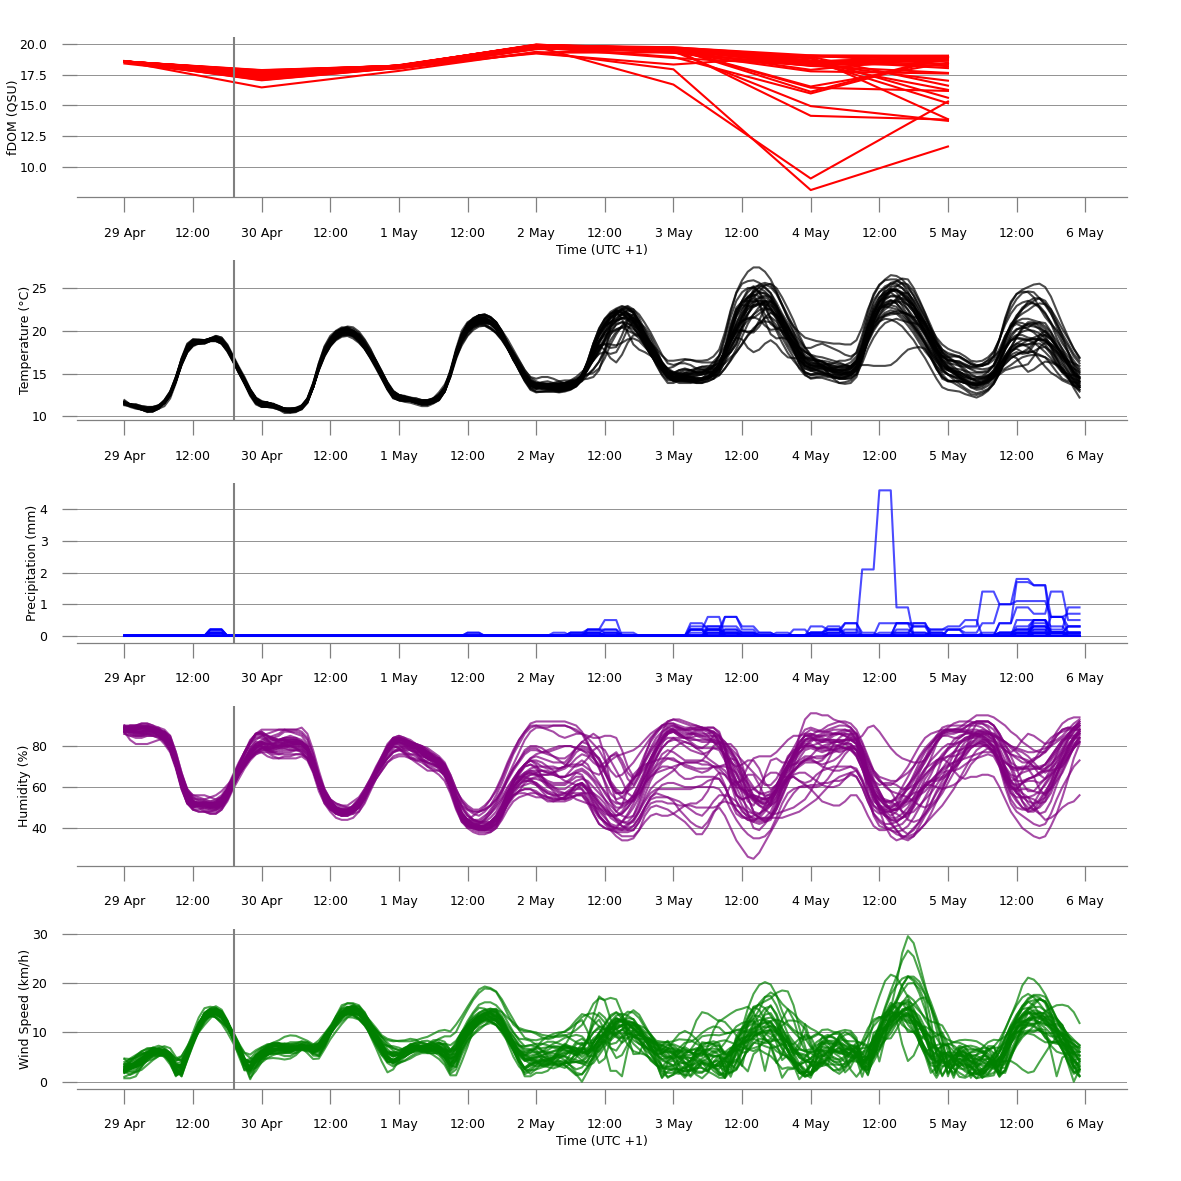 fDOM (QSU)
20.0
17.5
15.0
12.5
10.0
29 Apr 12:00 30 Apr 12:00 1 May 12:00 2 May 12:00 3 May 12:00 4 May 12:00 5 May 12:00 6 May
Time (UTC +1)
Temperature (°C)
25
20
15
10
29 Apr 12:00 30 Apr 12:00 1 May 12:00 2 May 12:00 3 May 12:00 4 May 12:00 5 May 12:00 6 May
Precipitation (mm)
4
3
2
1
0
29 Apr 12:00 30 Apr 12:00 1 May 12:00 2 May 12:00 3 May 12:00 4 May 12:00 5 May 12:00 6 May
Humidity (%)
80
60
40
29 Apr 12:00 30 Apr 12:00 1 May 12:00 2 May 12:00 3 May 12:00 4 May 12:00 5 May 12:00 6 May
Wind Speed (km/h)
30
20
10
0
29 Apr 12:00 30 Apr 12:00 1 May 12:00 2 May 12:00 3 May 12:00 4 May 12:00 5 May 12:00 6 May
Time (UTC +1)